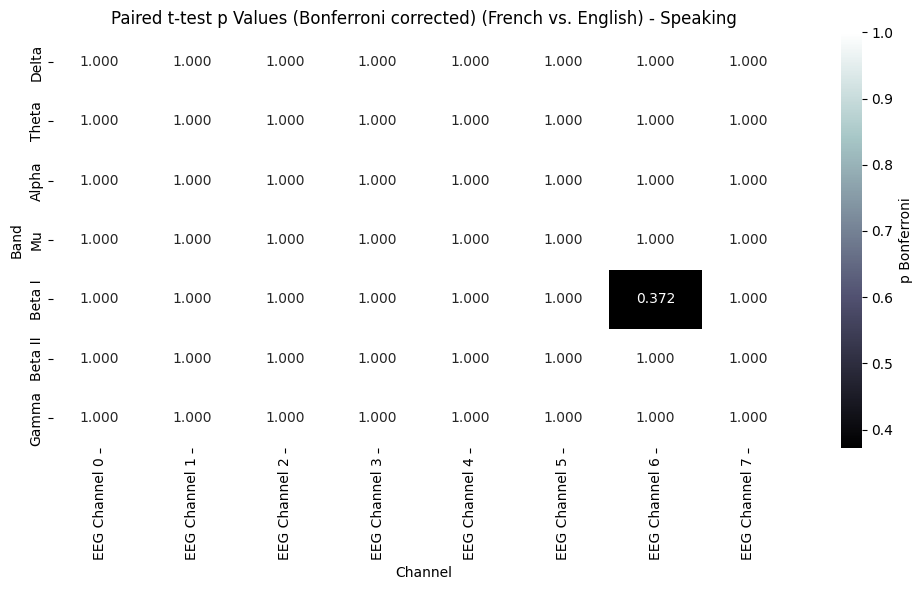 Paired t-test p Values (Bonferroni corrected) (French vs. English) - Speaking
Delta 1.000 1.000 1.000 1.000 1.000 1.000 1.000 1.000
Theta 1.000 1.000 1.000 1.000 1.000 1.000 1.000 1.000
Alpha 1.000 1.000 1.000 1.000 1.000 1.000 1.000 1.000
Mu 1.000 1.000 1.000 1.000 1.000 1.000 1.000 1.000
Beta I 1.000 1.000 1.000 1.000 1.000 1.000 0.372 1.000
Beta II 1.000 1.000 1.000 1.000 1.000 1.000 1.000 1.000
Gamma 1.000 1.000 1.000 1.000 1.000 1.000 1.000 1.000
Band
EEG Channel 0
EEG Channel 1
EEG Channel 2
EEG Channel 3
EEG Channel 4
EEG Channel 5
EEG Channel 6
EEG Channel 7
Channel
1.0
0.9
0.8
0.7
0.6
0.5
0.4
p Bonferroni